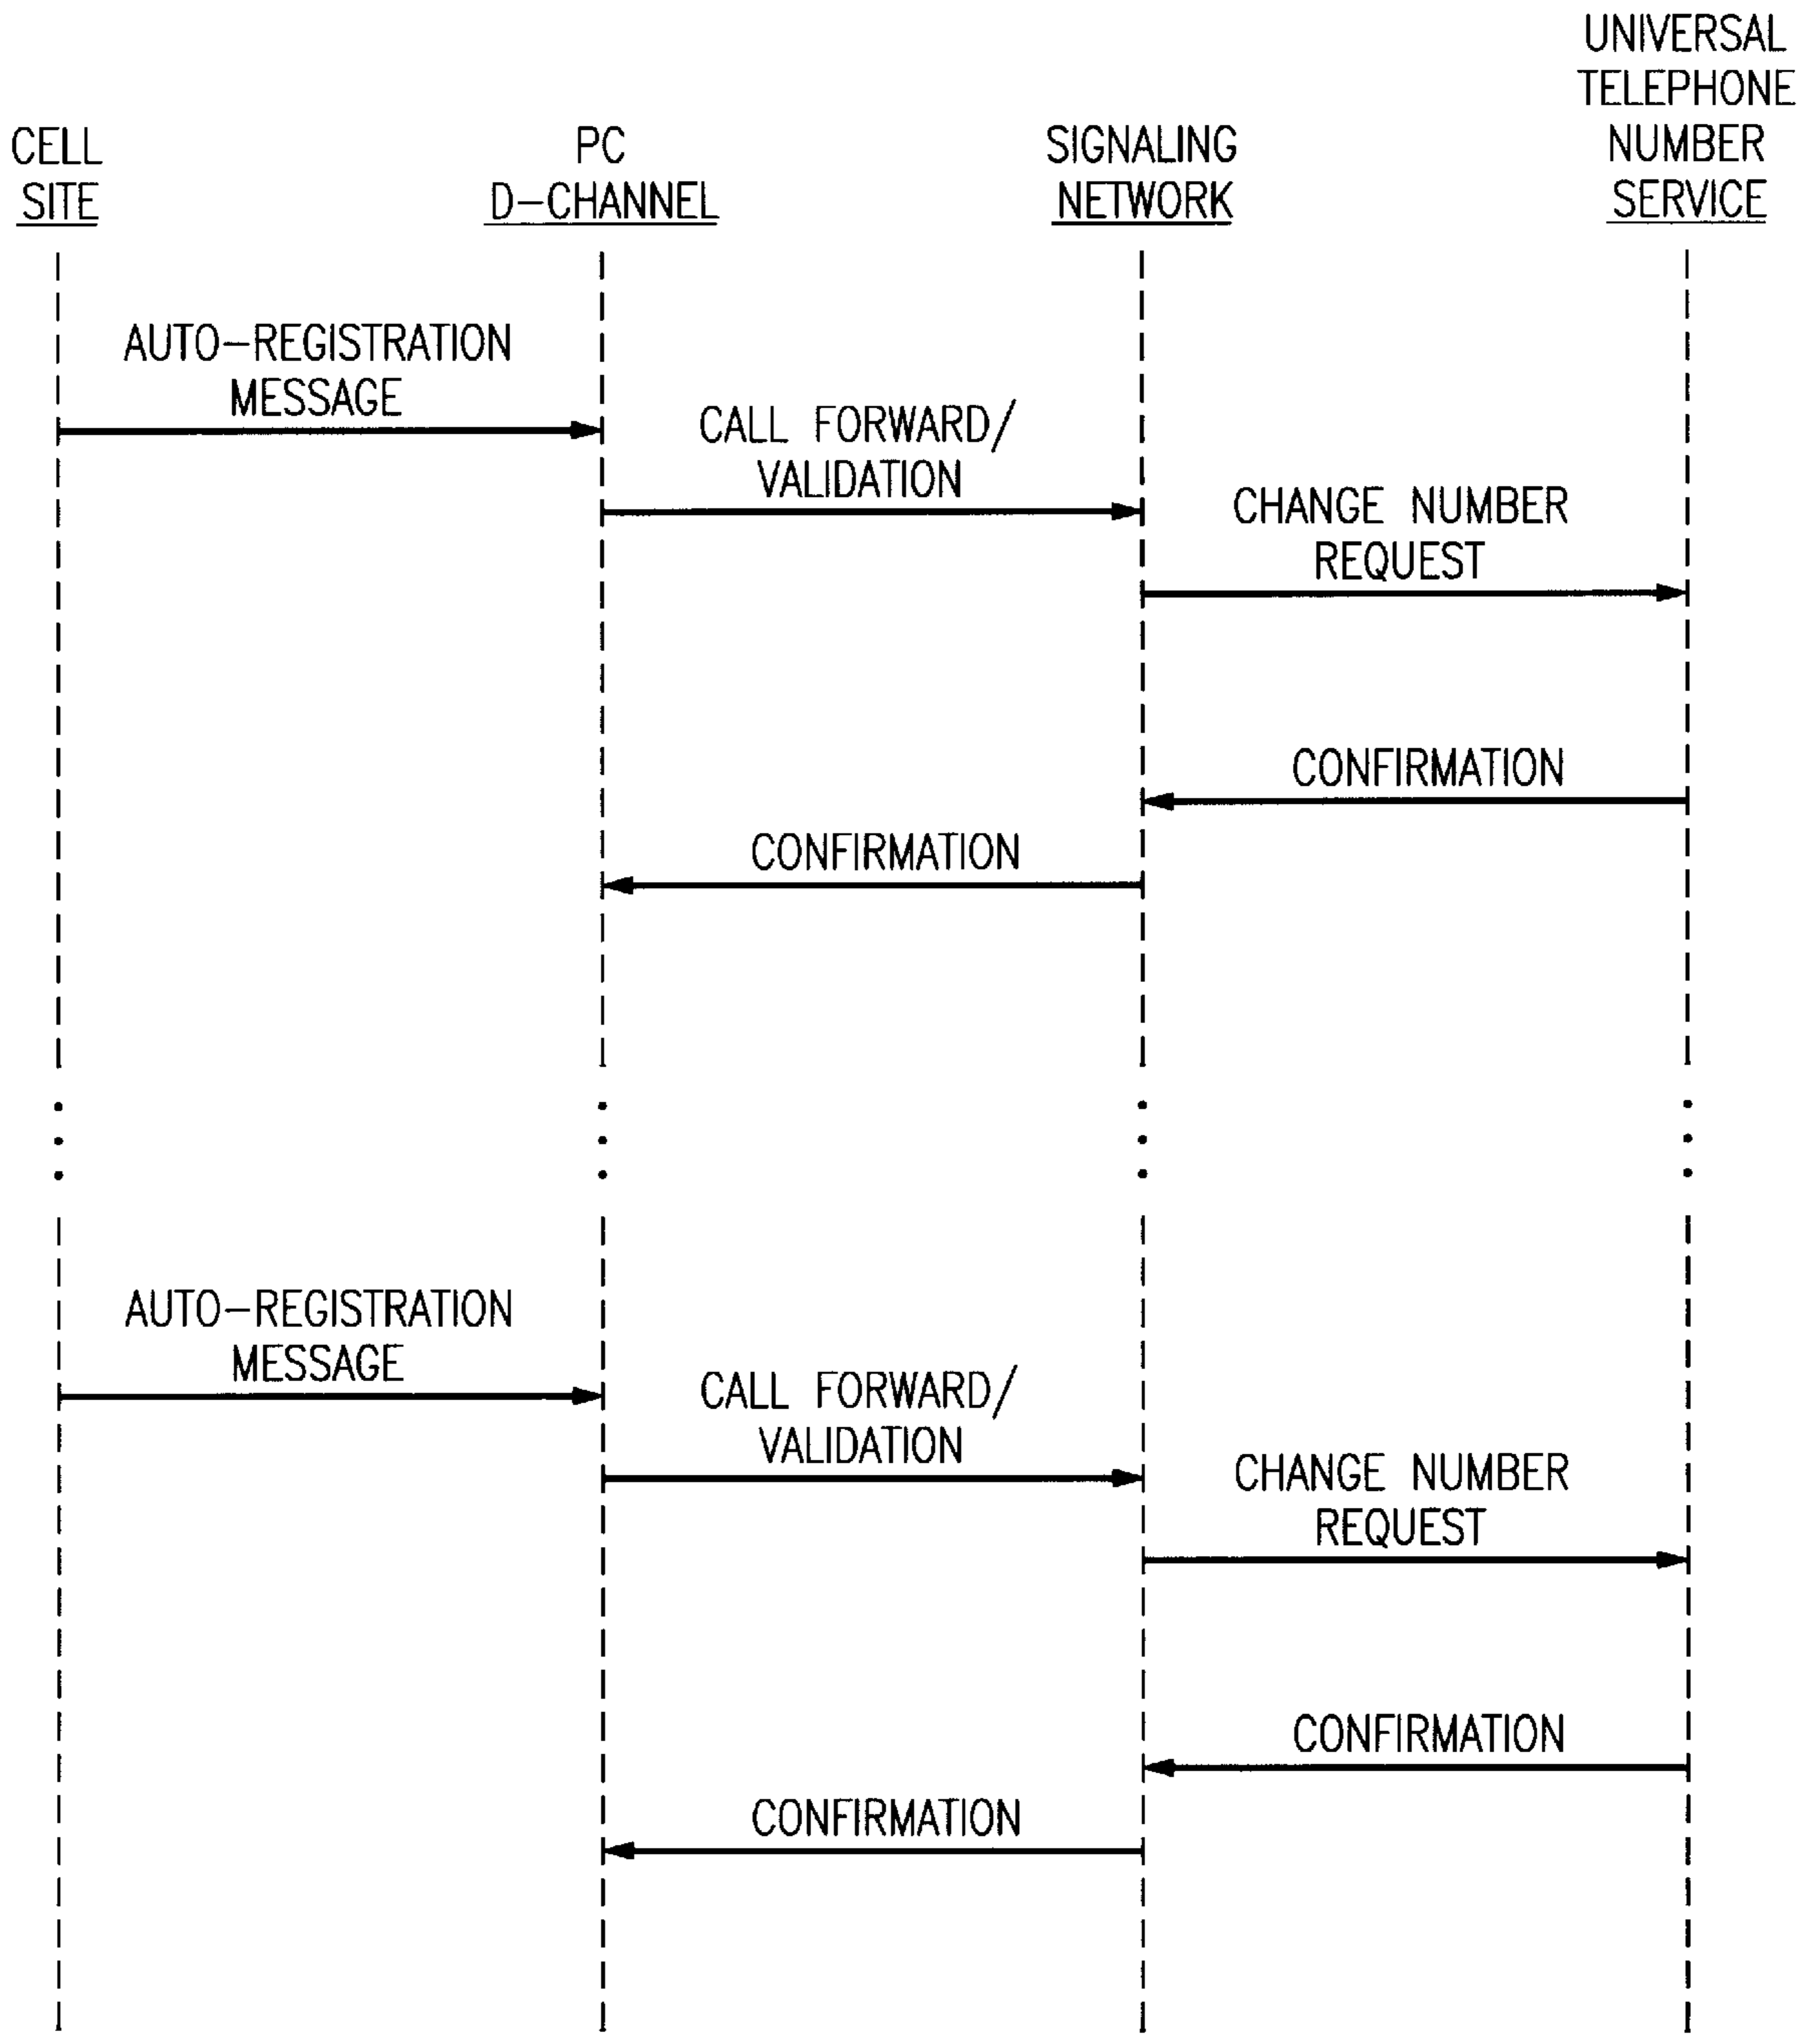 CELL
SITE
PC
D-CHANNEL
SIGNALING
NETWORK
UNIVERSAL
TELEPHONE
NUMBER
SERVICE
AUTO-REGISTRATION
MESSAGE
CALL FORWARD/
VALIDATION
CHANGE NUMBER
REQUEST
CONFIRMATION
CONFIRMATION
AUTO-REGISTRATION
MESSAGE
CALL FORWARD/
VALIDATION
CHANGE NUMBER
REQUEST
CONFIRMATION
CONFIRMATION